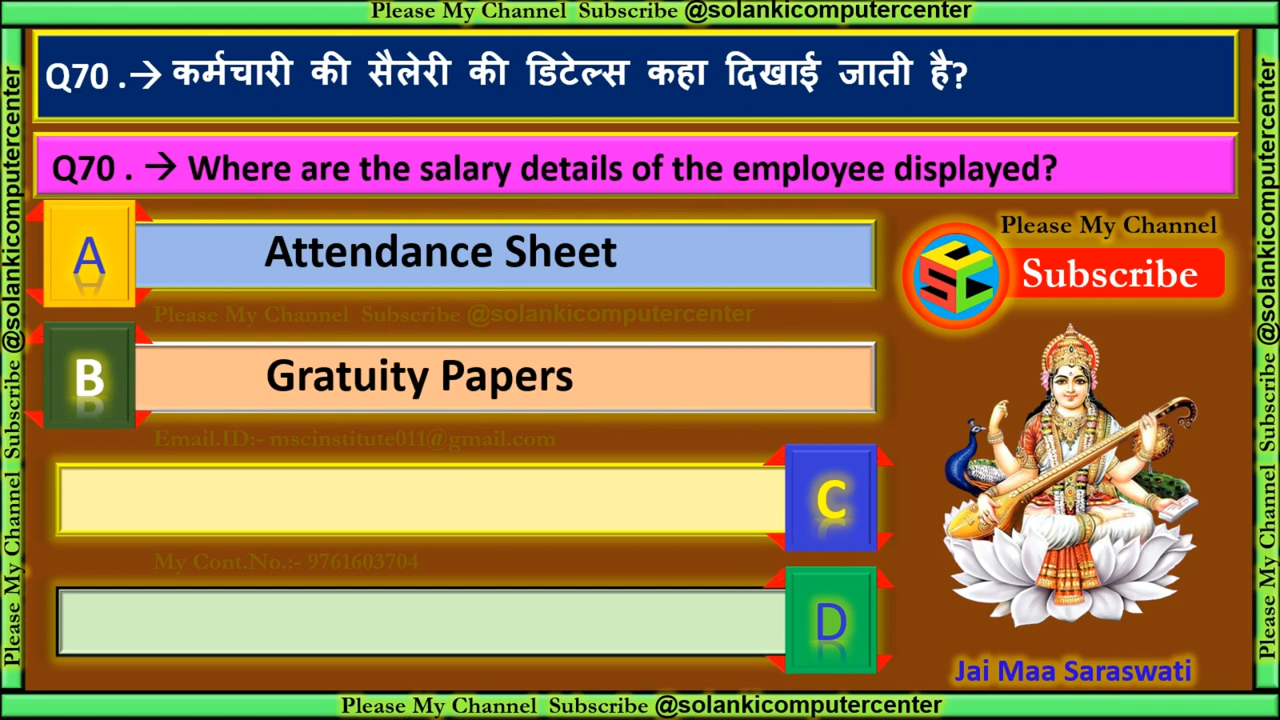 Please My Channel Subscribe @solankicomputercenter
Q70 .→ कर्मचारी की सैलेरी की डिटेल्स कहा दिखाई जाती है?
Q70 . → Where are the salary details of the employee displayed?
A
Attendance Sheet
Please My Channel
Subscribe
Please My Channel Subscribe @solankicomputercenter
B
Gratuity Papers
Email.ID:- mscinstitute011@gmail.com
C
My Cont.No.:- 9761603704
D
Jai Maa Saraswati
Please My Channel Subscribe @solankicomputercenter
Please My Channel Subscribe @solankicomputercenter
Please My Channel Subscribe @solankicomputercenter
SCC